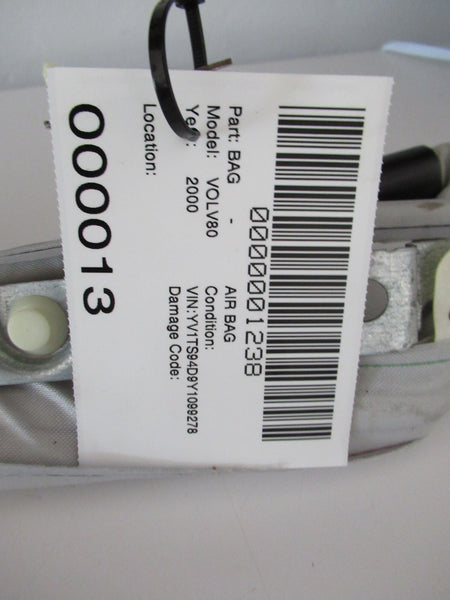 0000001238
Part: BAG - AIR BAG
Model: VOLV80 Condition:
Year: 2000 VIN:YV1TS94D9Y1099278
Damage Code:
Location:
000013